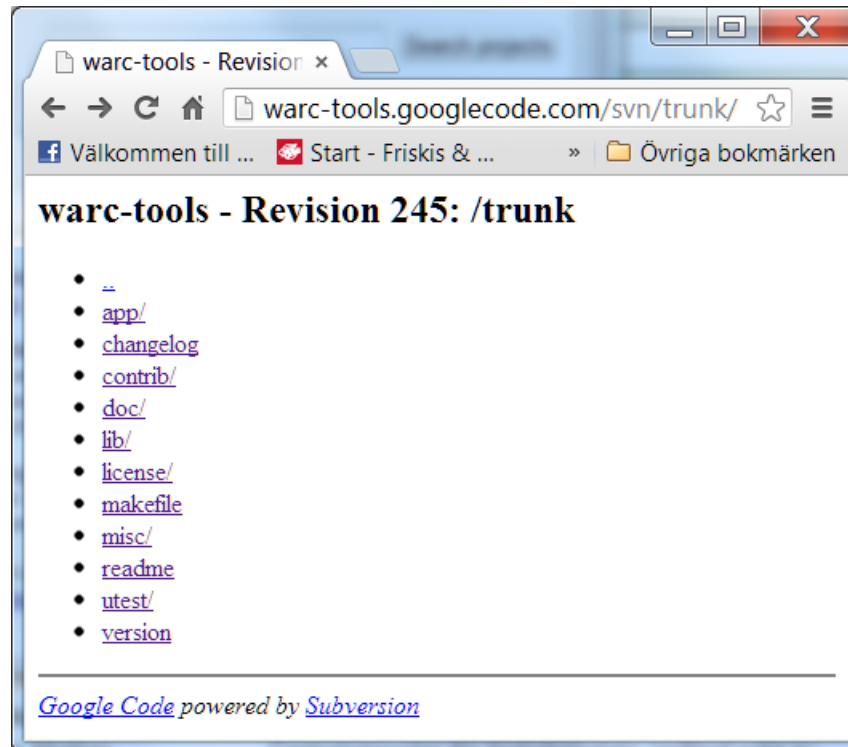 warc-tools - Revision
warc-tools.googlecode.com/svn/trunk/
Välkommen till ... Start - Friskis & ... » Övriga bokmärken
warc-tools - Revision 245: /trunk
..
app/
changelog
contrib/
doc/
lib/
license/
makefile
misc/
readme
utest/
version
Google Code powered by Subversion